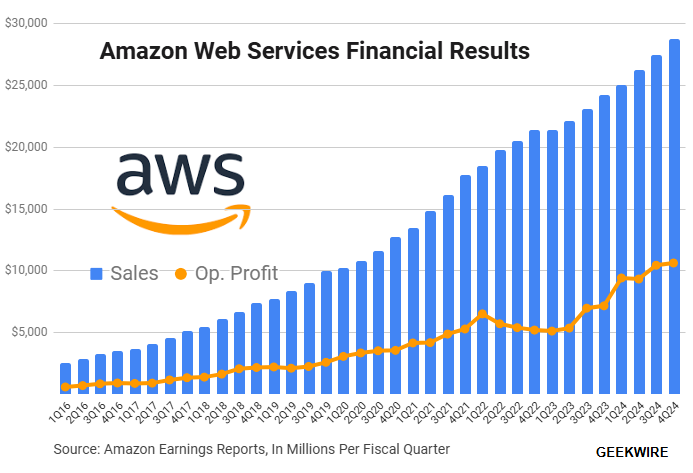 $30,000
Amazon Web Services Financial Results
$25,000
$20,000
aws
$15,000
Sales Op. Profit
$10,000
$5,000
1Q16 2Q16 3Q16 4Q16 1Q17 2Q17 3Q17 4Q17 1Q18 2Q18 3Q18 4Q18 1Q19 2Q19 3Q19 4Q19 1Q20 2Q20 3Q20 4Q20 1Q21 2Q21 3Q21 4Q21 1Q22 2Q22 3Q22 4Q22 1Q23 2Q23 3Q23 4Q23 1Q24 2Q24 3Q24 4Q24
Source: Amazon Earnings Reports, In Millions Per Fiscal Quarter
GEEKWIRE